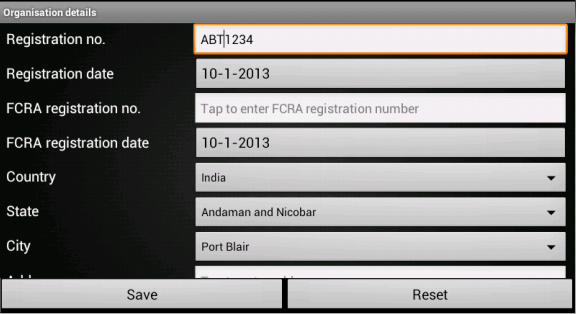 Organisation details
Registration no. ABT1234
Registration date 10-1-2013
FCRA registration no. Tap to enter FCRA registration number
FCRA registration date 10-1-2013
Country India
State Andaman and Nicobar
City Port Blair
Save Reset